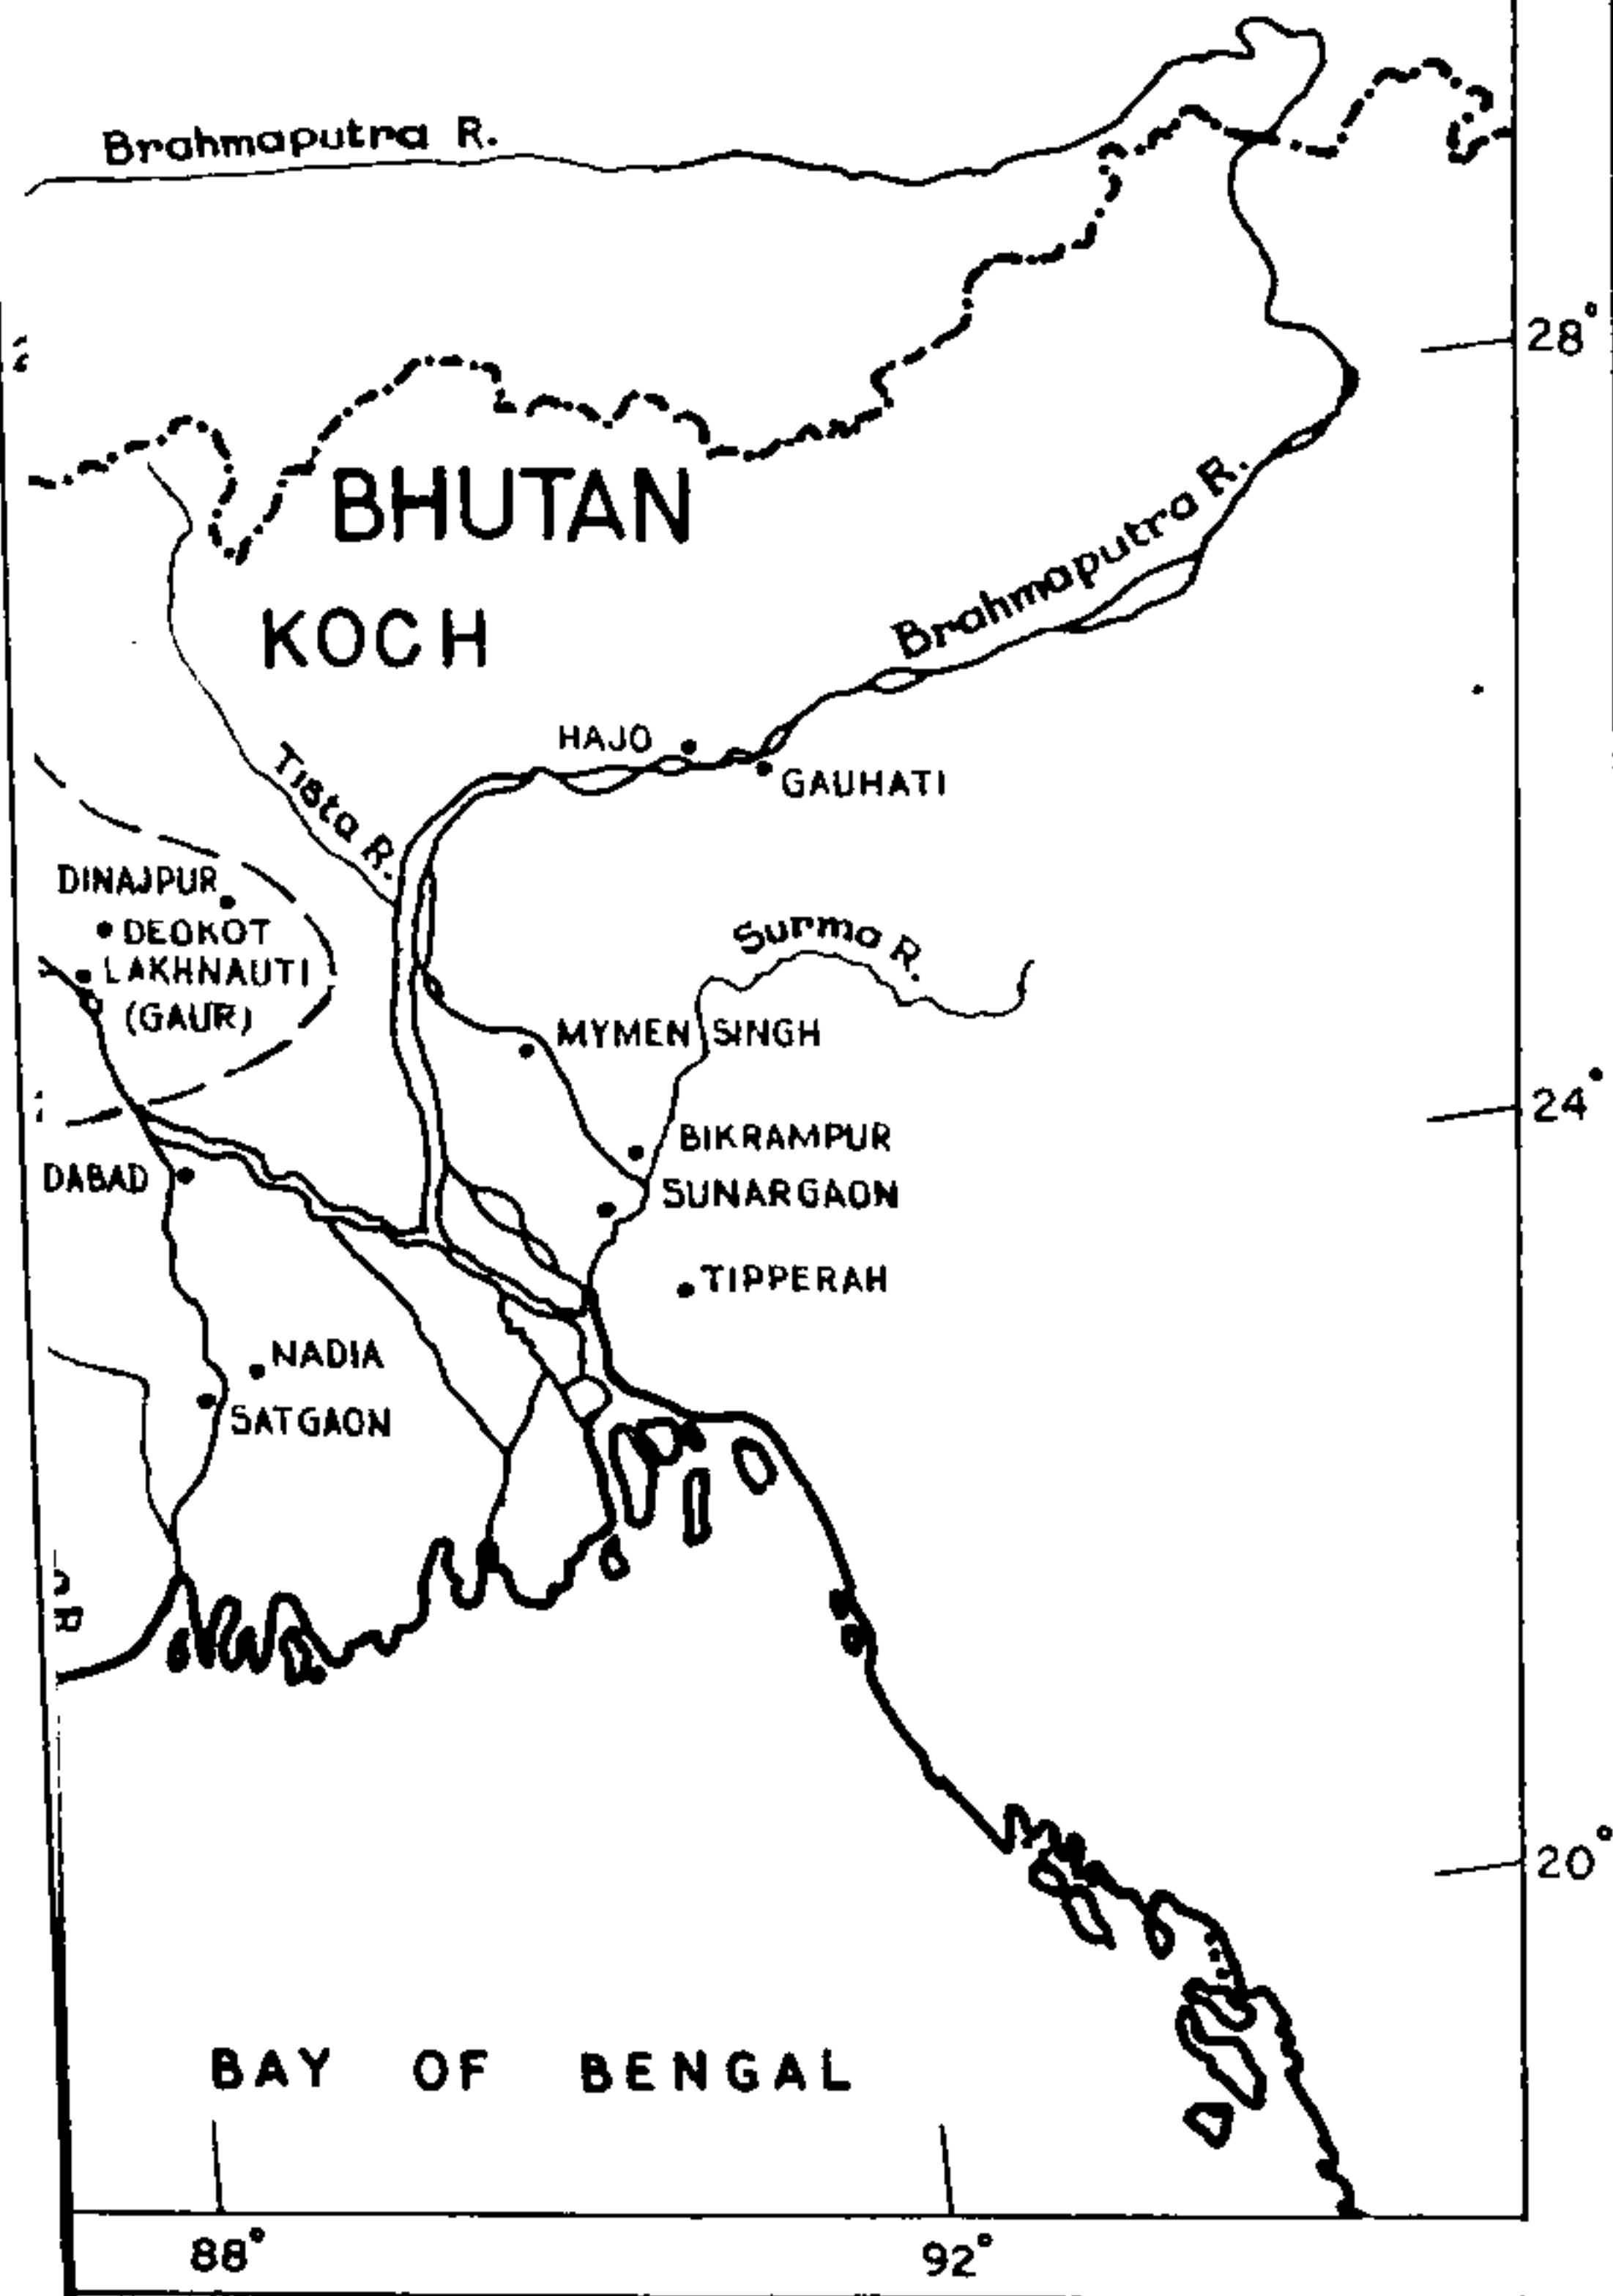 Brahmaputra R.
28°
BHUTAN
Brahmaputra R.
KOCH
HAJO
GAUHATI
Tista R.
DINAJPUR
DEOKOT
Surma R.
LAKHNAUTI
(GAUR)
MYMEN SINGH
24°
BIKRAMPUR
DABAD
SUNARGAON
TIPPERAH
NADIA
SATGAON
20°
BAY OF BENGAL
88°
92°